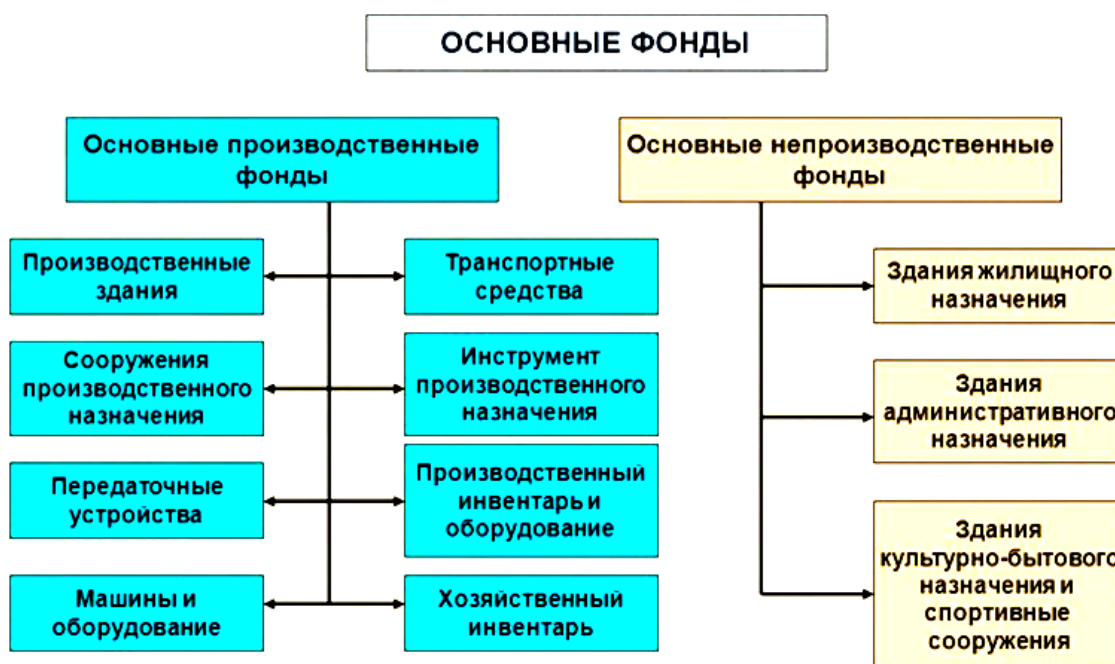 ОСНОВНЫЕ ФОНДЫ
Основные производственные
фонды
Основные непроизводственные
фонды
Производственные
здания
Транспортные
средства
Здания жилищного
назначения
Сооружения
производственного
назначения
Инструмент
производственного
назначения
Здания
административного
назначения
Передаточные
устройства
Производственный
инвентарь и
оборудование
Здания
культурно-бытового
назначения и
спортивные
сооружения
Машины и
оборудование
Хозяйственный
инвентарь